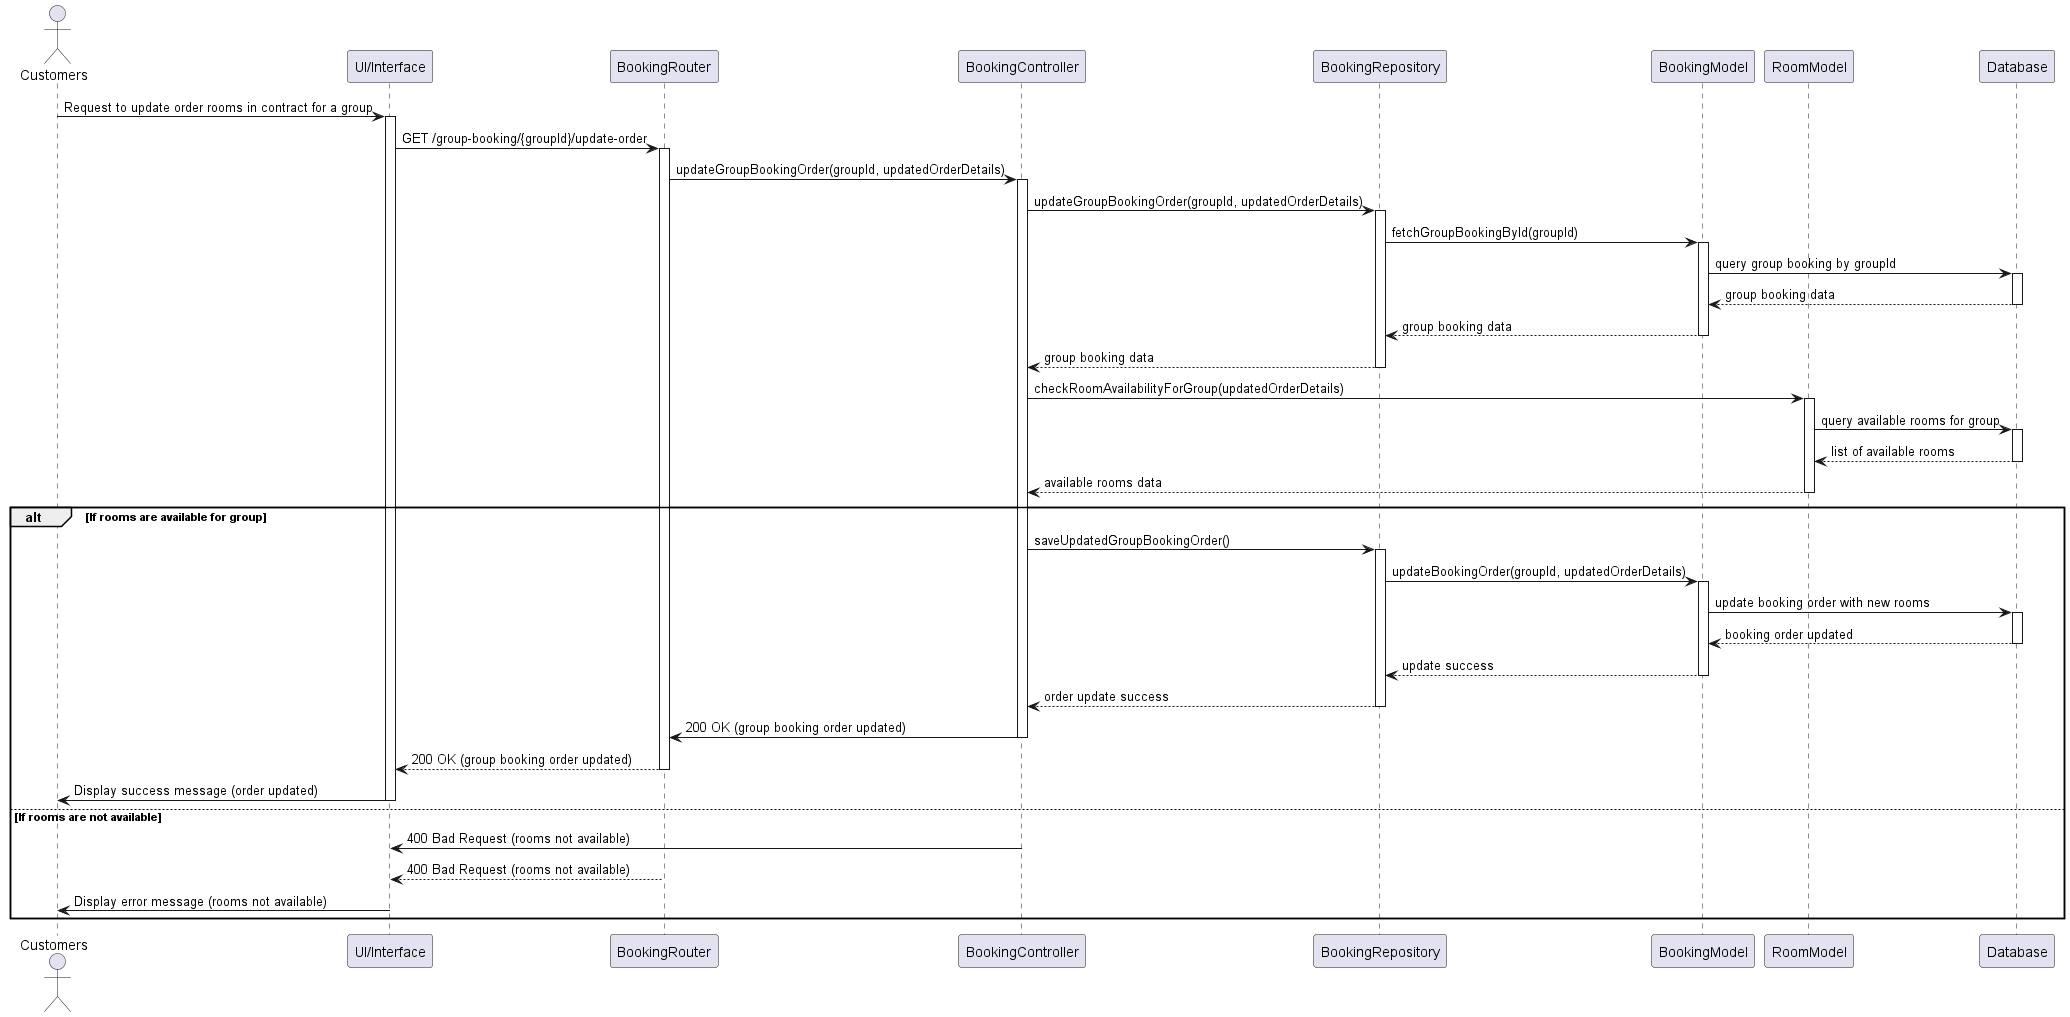 Customers
UI/Interface
BookingRouter
BookingController
BookingRepository
BookingModel
RoomModel
Database
Request to update order rooms in contract for a group
GET /group-booking/{groupId}/update-order
updateGroupBookingOrder(groupId, updatedOrderDetails)
updateGroupBookingOrder(groupId, updatedOrderDetails)
fetchGroupBookingById(groupId)
query group booking by groupId
group booking data
group booking data
group booking data
checkRoomAvailabilityForGroup(updatedOrderDetails)
query available rooms for group
list of available rooms
available rooms data
alt
[If rooms are available for group]
saveUpdatedGroupBookingOrder()
updateBookingOrder(groupId, updatedOrderDetails)
update booking order with new rooms
booking order updated
update success
order update success
200 OK (group booking order updated)
200 OK (group booking order updated)
Display success message (order updated)
[If rooms are not available]
400 Bad Request (rooms not available)
400 Bad Request (rooms not available)
Display error message (rooms not available)
Customers
UI/Interface
BookingRouter
BookingController
BookingRepository
BookingModel
RoomModel
Database